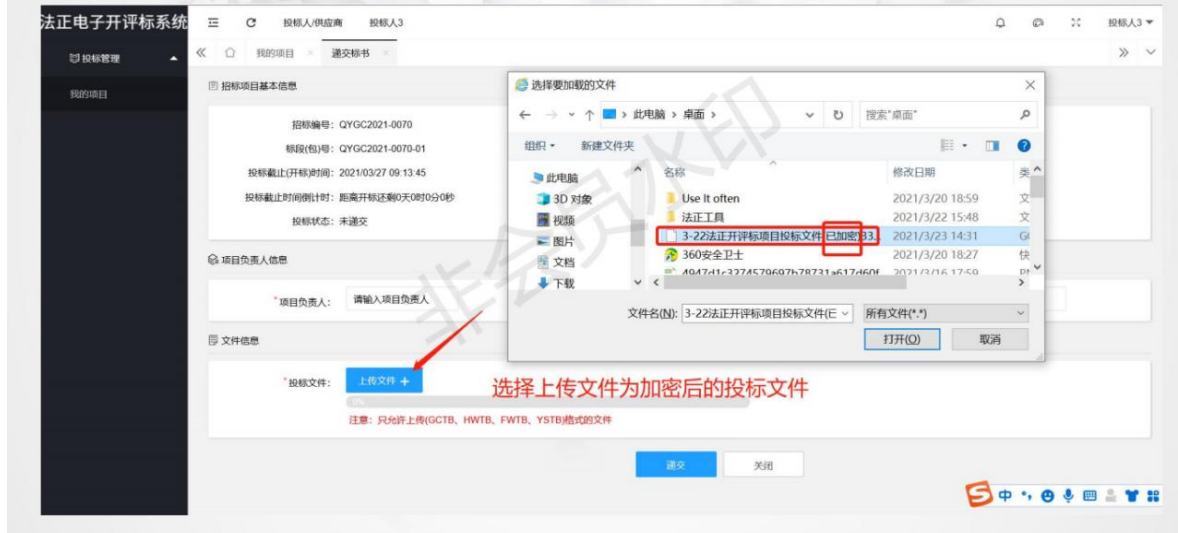 法正电子开评标系统
投标人/供应商 投标人3
投标人3
投标管理
我的项目
我的项目 × 递交标书 ×
招标项目基本信息
招标编号: QYGC2021-0070
标段(包)号: QYGC2021-0070-01
投标截止(开标)时间: 2021/03/27 09:13:45
投标截止时间倒计时: 距离开标还剩0天0时0分0秒
投标状态: 未递交
项目负责人信息
*项目负责人: 请输入项目负责人
文件信息
*投标文件: 上传文件 +
0%
注意: 只允许上传(GCTB、HWTB、FWTB、YSTB)格式的文件
选择上传文件为加密后的投标文件
递交 关闭
选择要加载的文件
此电脑 > 桌面 >
搜索"桌面"
组织 新建文件夹
此电脑
3D 对象
视频
图片
文档
下载
名称 修改日期 类
Use It often 2021/3/20 18:59 文
法正工具 2021/3/22 15:48 文
3-22法正开评标项目投标文件(已加密)33... 2021/3/23 14:31 G
360安全卫士 2021/3/20 18:27 快
文件名(N): 3-22法正开评标项目投标文件(E 所有文件(*.*)
打开(O) 取消
非会员水印
中